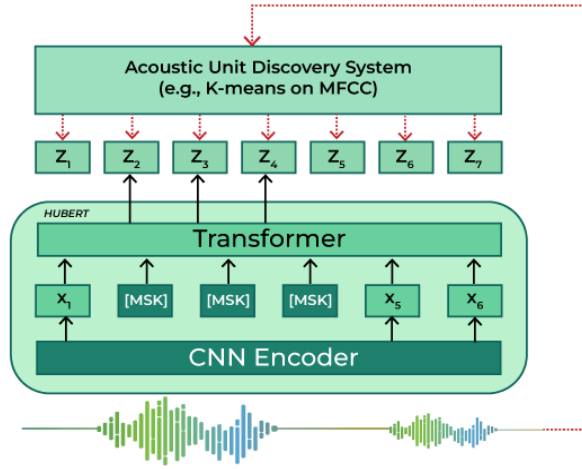 Acoustic Unit Discovery System
(e.g., K-means on MFCC)
Z₁ Z₂ Z₃ Z₄ Z₅ Z₆ Z₇
HUBERT
Transformer
X₁ [MSK] [MSK] [MSK] X₅ X₆
CNN Encoder